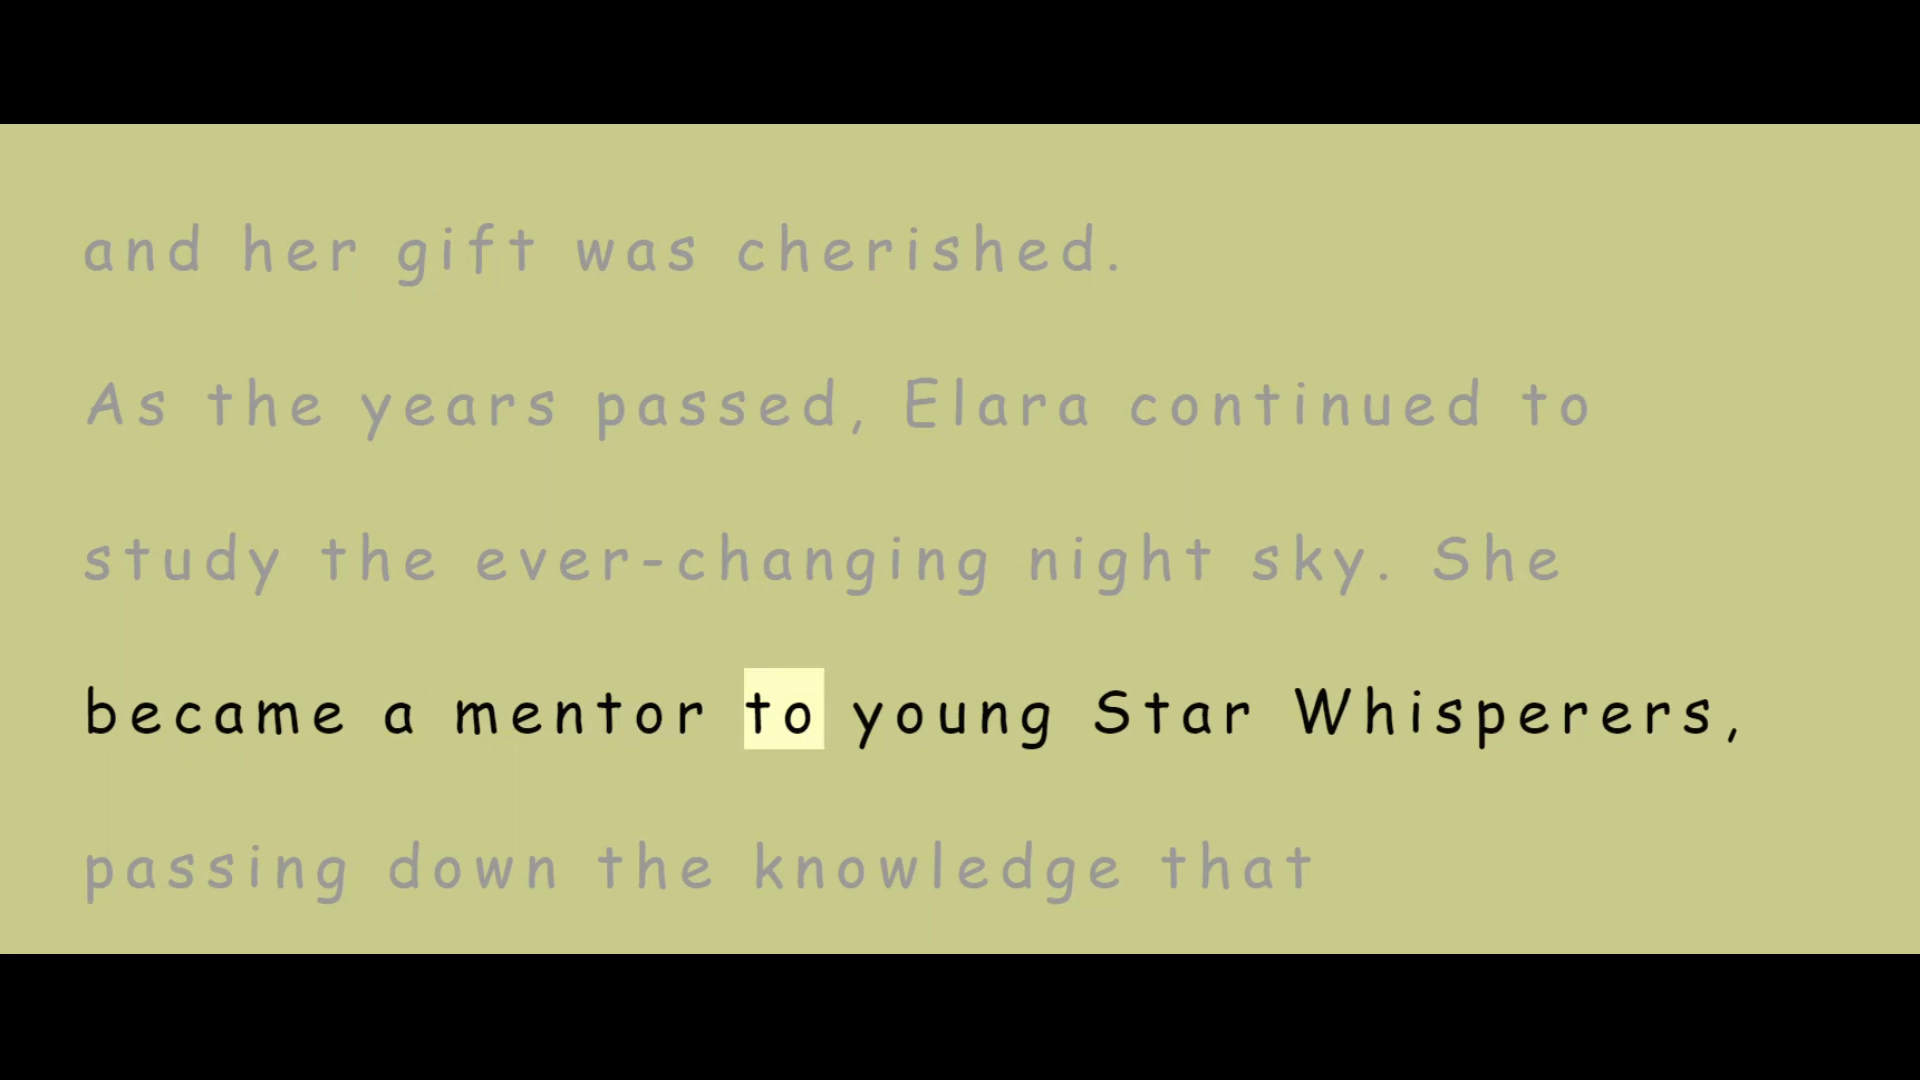 and her gift was cherished.
As the years passed, Elara continued to
study the ever-changing night sky. She
became a mentor to young Star Whisperers,
passing down the knowledge that